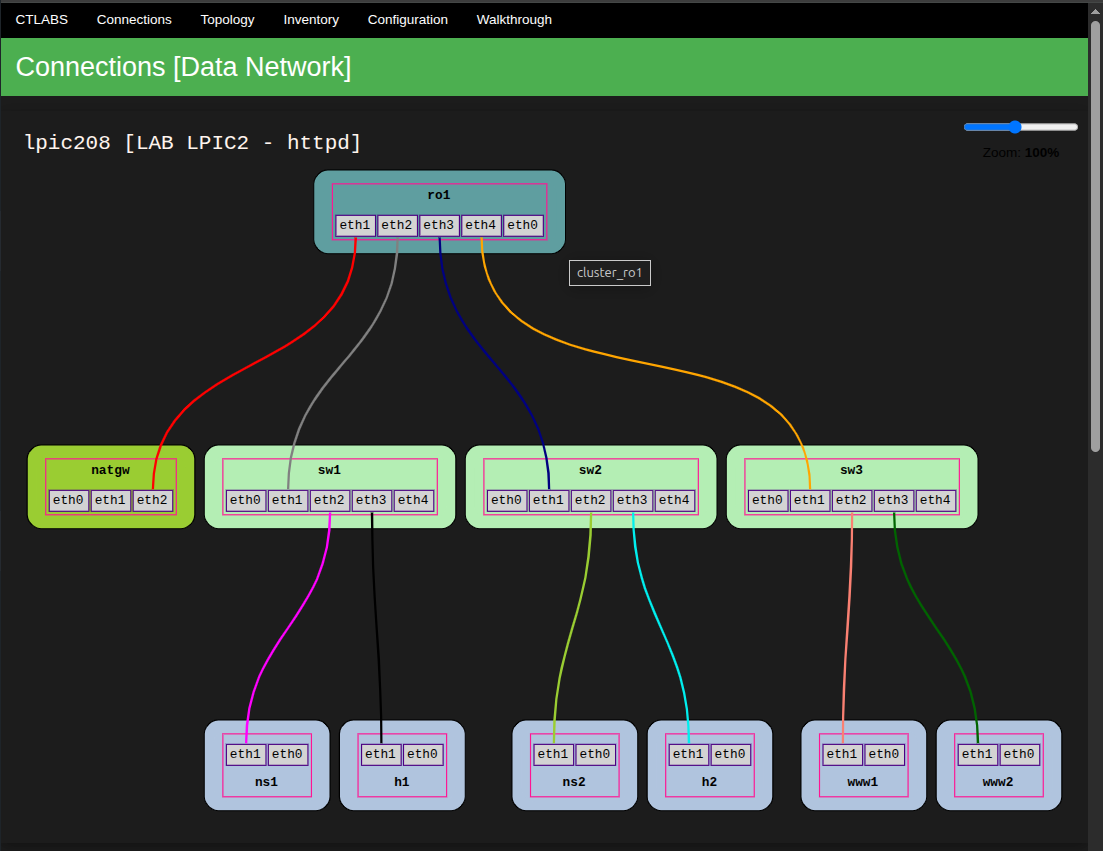 CTLABS Connections Topology Inventory Configuration Walkthrough
Connections [Data Network]
lpic208 [LAB LPIC2 - httpd]
Zoom: 100%
ro1
eth1 eth2 eth3 eth4 eth0
cluster_ro1
natgw sw1 sw2 sw3
eth0 eth1 eth2 eth0 eth1 eth2 eth3 eth4 eth0 eth1 eth2 eth3 eth4 eth0 eth1 eth2 eth3 eth4
eth1 eth0 eth1 eth0 eth1 eth0 eth1 eth0 eth1 eth0 eth1 eth0
ns1 h1 ns2 h2 www1 www2